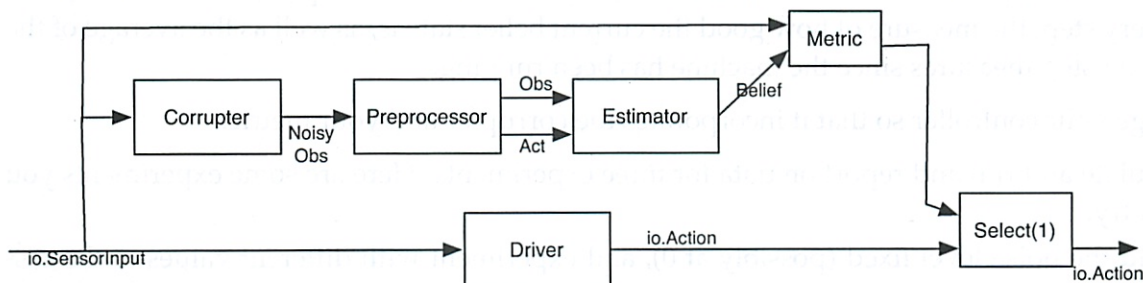 Metric
Corrupter
Noisy
Obs
Preprocessor
Obs
Act
Estimator
Belief
io.SensorInput
Driver
io.Action
Select(1)
io.Action